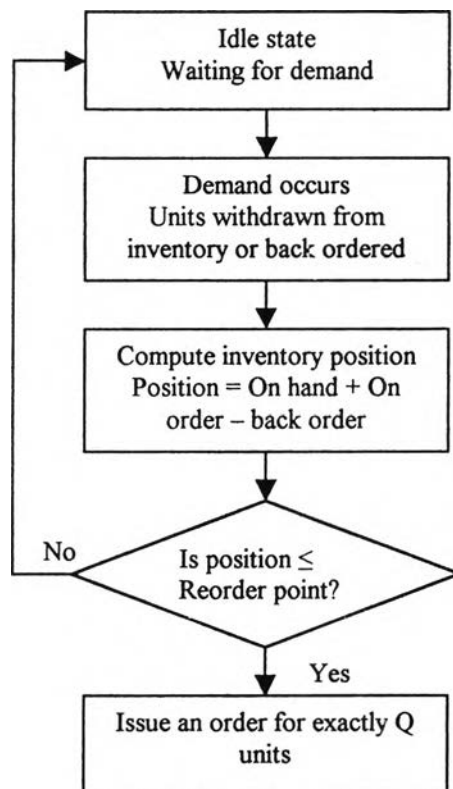 Idle state
Waiting for demand
Demand occurs
Units withdrawn from
inventory or back ordered
Compute inventory position
Position = On hand + On
order – back order
No
Is position ≤
Reorder point?
Yes
Issue an order for exactly Q
units